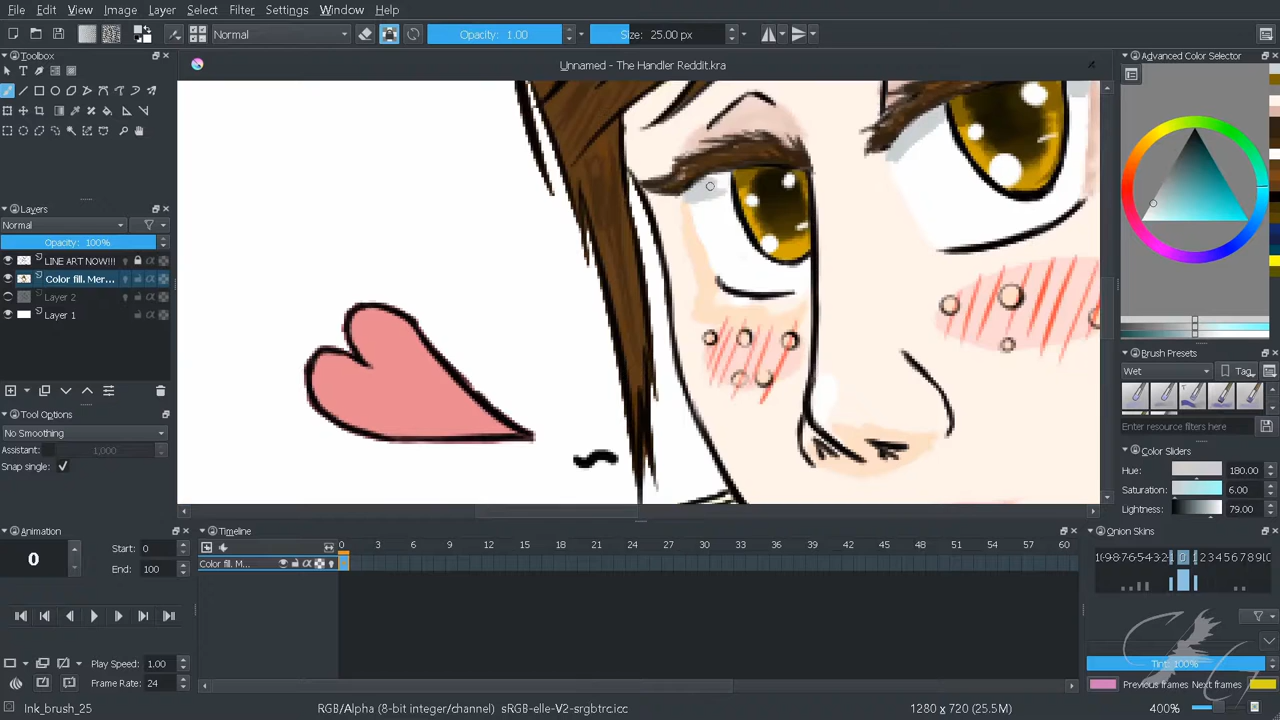 File Edit View Image Layer Select Filter Settings Window Help
Normal Opacity: 1.00 Size: 25.00 px
Toolbox Unnamed - The Handler Reddit.kra Advanced Color Selector
Layers
Normal
Opacity: 100%
LINE ART NOW!!!
Color fill. Mer...
Layer 2
Layer 1
Tool Options
No Smoothing
Assistant: 1,000
Snap single:
Brush Presets
Wet Tag
Enter resource filters here
Color Sliders
Hue: 180.00
Saturation: 6.00
Lightness: 79.00
Animation Timeline Onion Skins
0 Start: 0
End: 100
0 3 6 9 12 15 18 21 24 27 30 33 36 39 42 45 48 51 54 57 60
Color fill. M...
Play Speed: 1.00
Frame Rate: 24
Tint: 100%
Previous frames Next frames
Ink_brush_25 RGB/Alpha (8-bit integer/channel) sRGB-elle-V2-srgbtrc.icc 1280 x 720 (25.5M) 400%